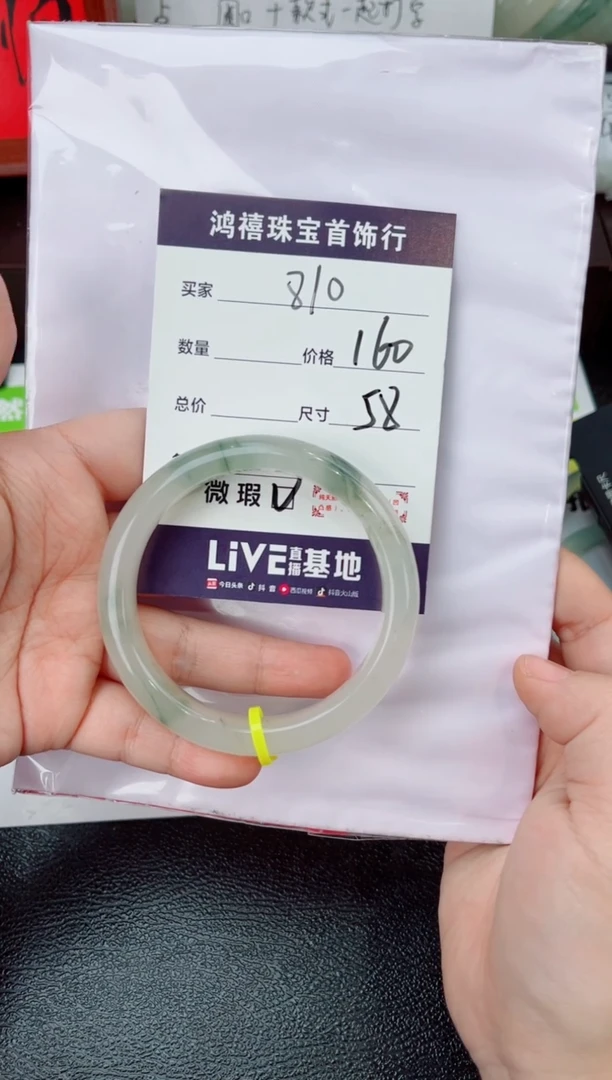 鸿禧珠宝首饰行
买家 810
数量 价格 160
总价 尺寸 58
微瑕
LiVE直播基地
今日头条 抖音 西瓜视频 抖音火山版